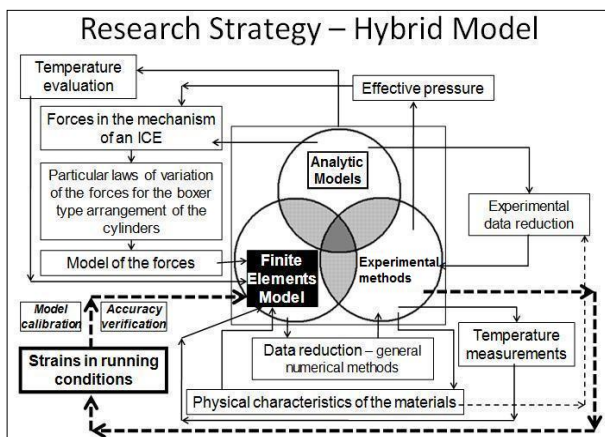 Research Strategy – Hybrid Model
Temperature
evaluation
Effective pressure
Forces in the mechanism
of an ICE
Analytic
Models
Particular laws of variation
of the forces for the boxer
type arrangement of the
cylinders
Experimental
data reduction
Model of the forces
Finite
Elements
Model
Experimental
methods
Model
calibration
Accuracy
verification
Strains in running
conditions
Data reduction – general
numerical methods
Temperature
measurements
Physical characteristics of the materials